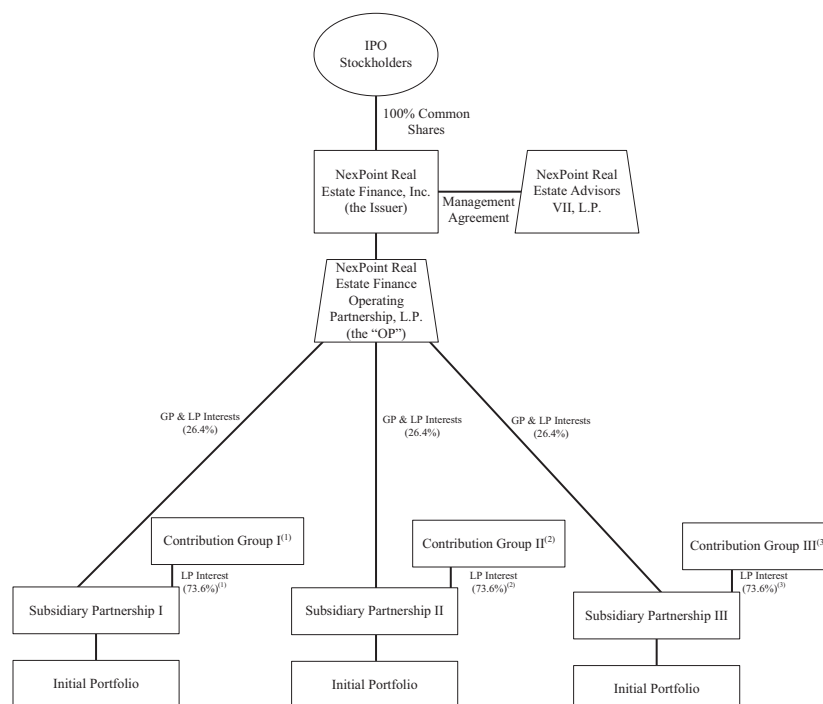 IPO
Stockholders
100% Common
Shares
NexPoint Real
Estate Finance, Inc.
(the Issuer)
Management
Agreement
NexPoint Real
Estate Advisors
VII, L.P.
NexPoint Real
Estate Finance
Operating
Partnership, L.P.
(the “OP”)
GP & LP Interests
(26.4%)
GP & LP Interests
(26.4%)
GP & LP Interests
(26.4%)
Contribution Group I(1)
Contribution Group II(2)
Contribution Group III(3)
LP Interest
(73.6%)(1)
LP Interest
(73.6%)(2)
LP Interest
(73.6%)(3)
Subsidiary Partnership I
Subsidiary Partnership II
Subsidiary Partnership III
Initial Portfolio
Initial Portfolio
Initial Portfolio